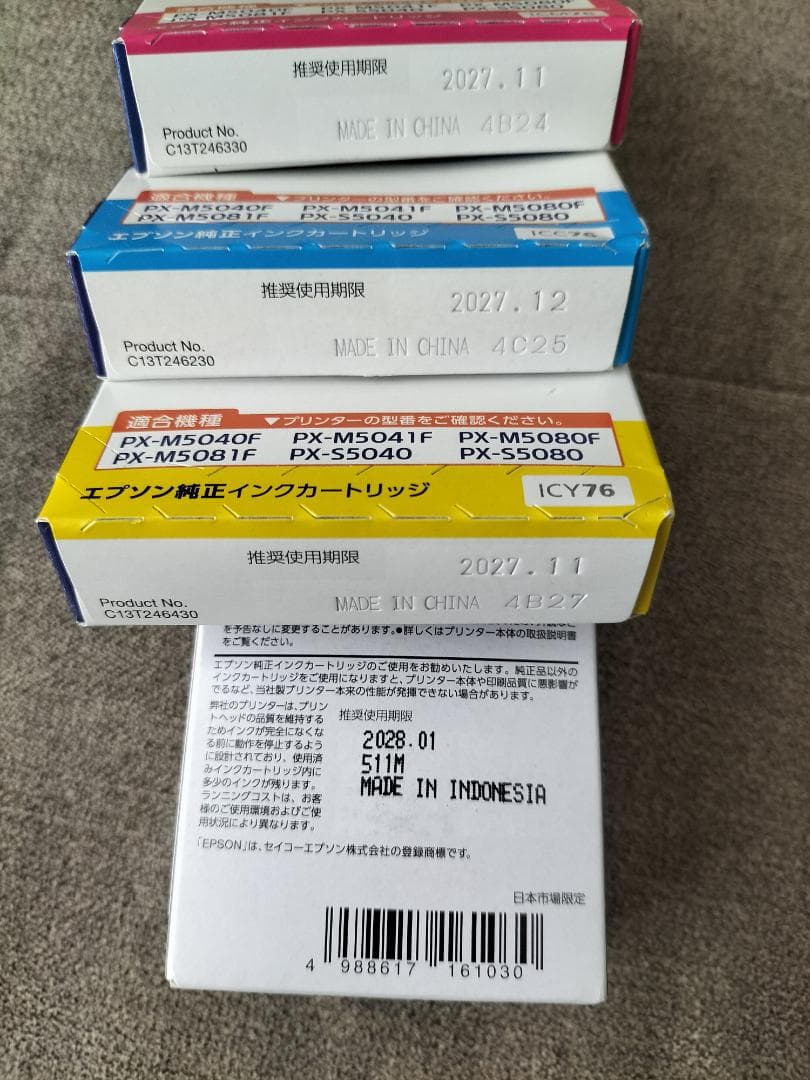 PX-M5081F PX-S5040 PX-S5080
エプソン純正インクカートリッジ
推奨使用期限 2027.11
Product No.
C13T246330
MADE IN CHINA 4B24
適合機種 ▼プリンターの型番をご確認ください。
PX-M5040F PX-M5041F PX-M5080F
PX-M5081F PX-S5040 PX-S5080
エプソン純正インクカートリッジ ICC76
推奨使用期限 2027.12
Product No.
C13T246230
MADE IN CHINA 4C25
適合機種 ▼プリンターの型番をご確認ください。
PX-M5040F PX-M5041F PX-M5080F
PX-M5081F PX-S5040 PX-S5080
エプソン純正インクカートリッジ ICY76
推奨使用期限 2027.11
Product No.
C13T246430
MADE IN CHINA 4B27
を予告なしに変更することがあります。●詳しくはプリンター本体の取扱説明書
をご覧ください。
エプソン純正インクカートリッジのご使用をお勧めいたします。純正品以外の
インクカートリッジをご使用になりますと、プリンター本体や印刷品質に悪影響が
でるなど、当社製プリンター本来の性能が発揮できない場合があります。
弊社のプリンターは、プリン
トヘッドの品質を維持する
ためインクが完全になくな
る前に動作を停止するよう
に設計されており、使用済
みインクカートリッジ内に
多少のインクが残ります。
ランニングコストは、お客
様のご使用環境およびご使
用状況により異なります。
推奨使用期限
2028.01
511M
MADE IN INDONESIA
「EPSON」は、セイコーエプソン株式会社の登録商標です。
日本市場限定
4 988617 161030